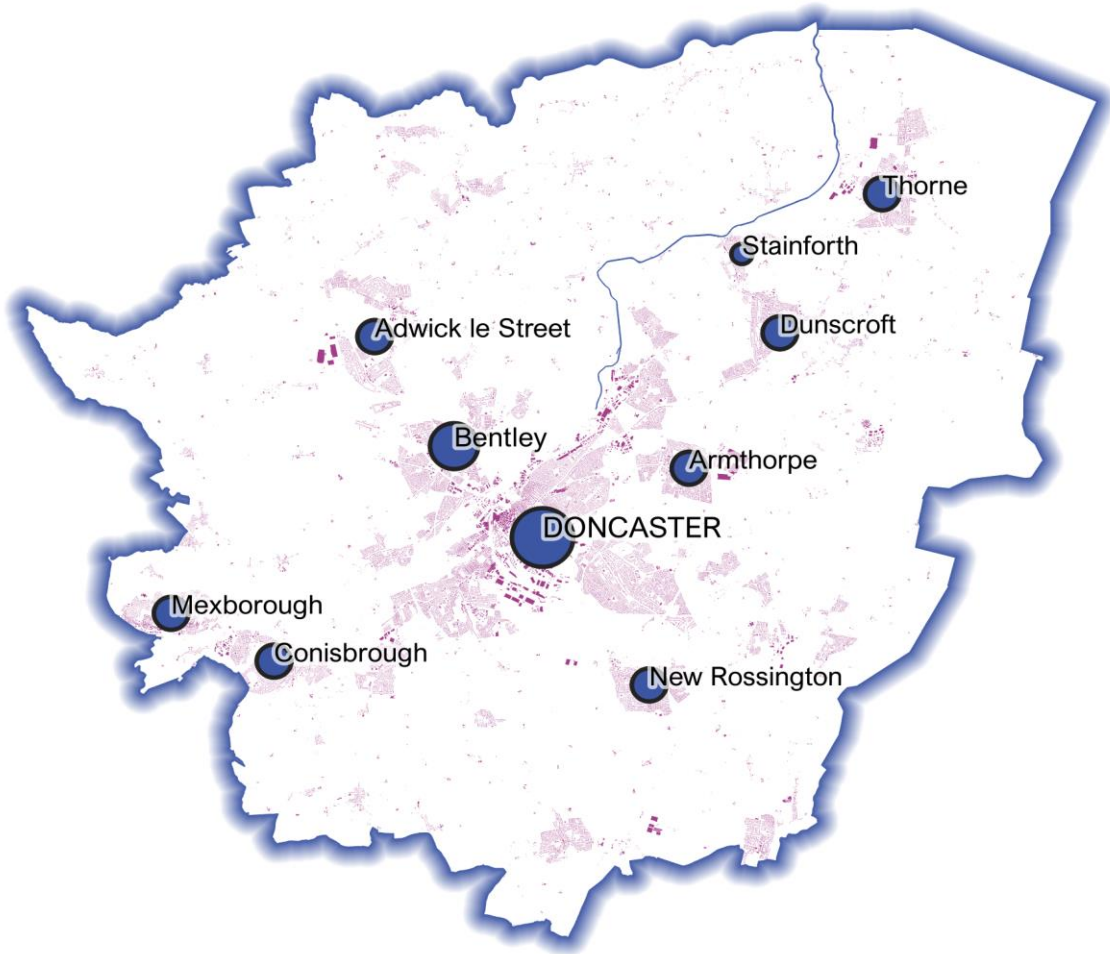 Thorne
Stainforth
Dunscroft
Adwick le Street
Bentley
Armthorpe
DONCASTER
Mexborough
Conisbrough
New Rossington